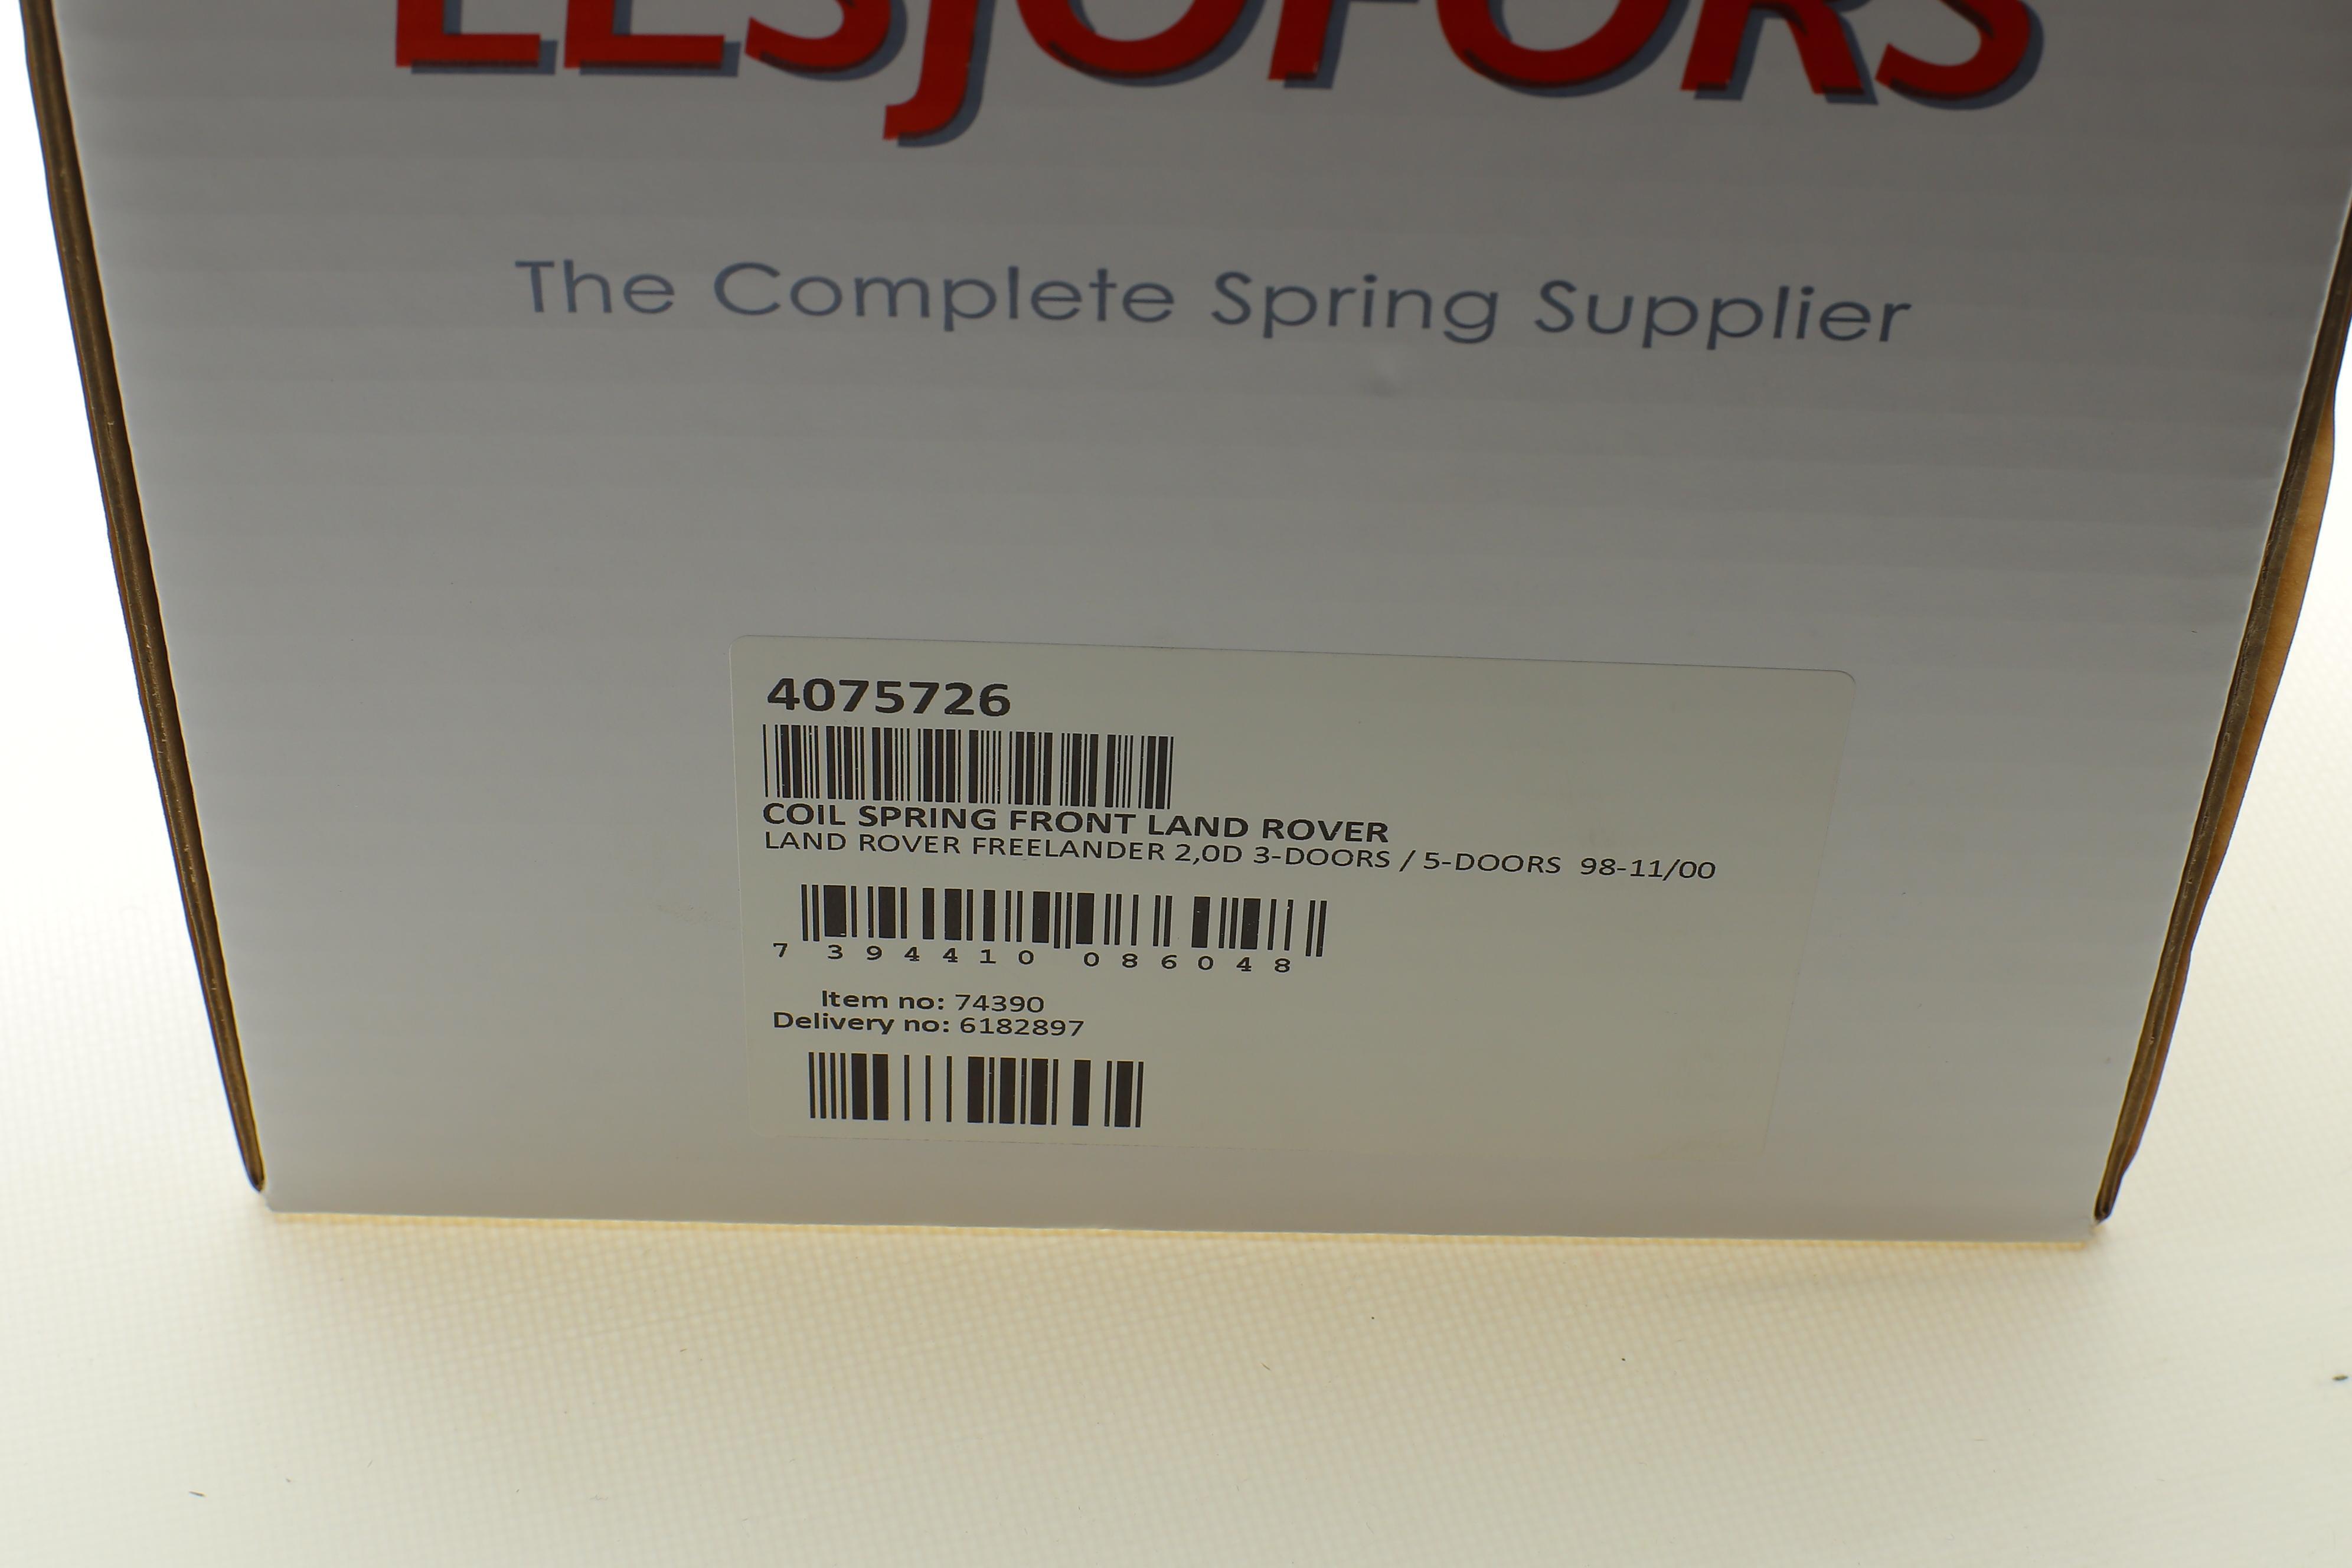 LESJÖFORS
The Complete Spring Supplier
4075726
COIL SPRING FRONT LAND ROVER
LAND ROVER FREELANDER 2,0D 3-DOORS / 5-DOORS 98-11/00
7 394410 086048
Item no: 74390
Delivery no: 6182897